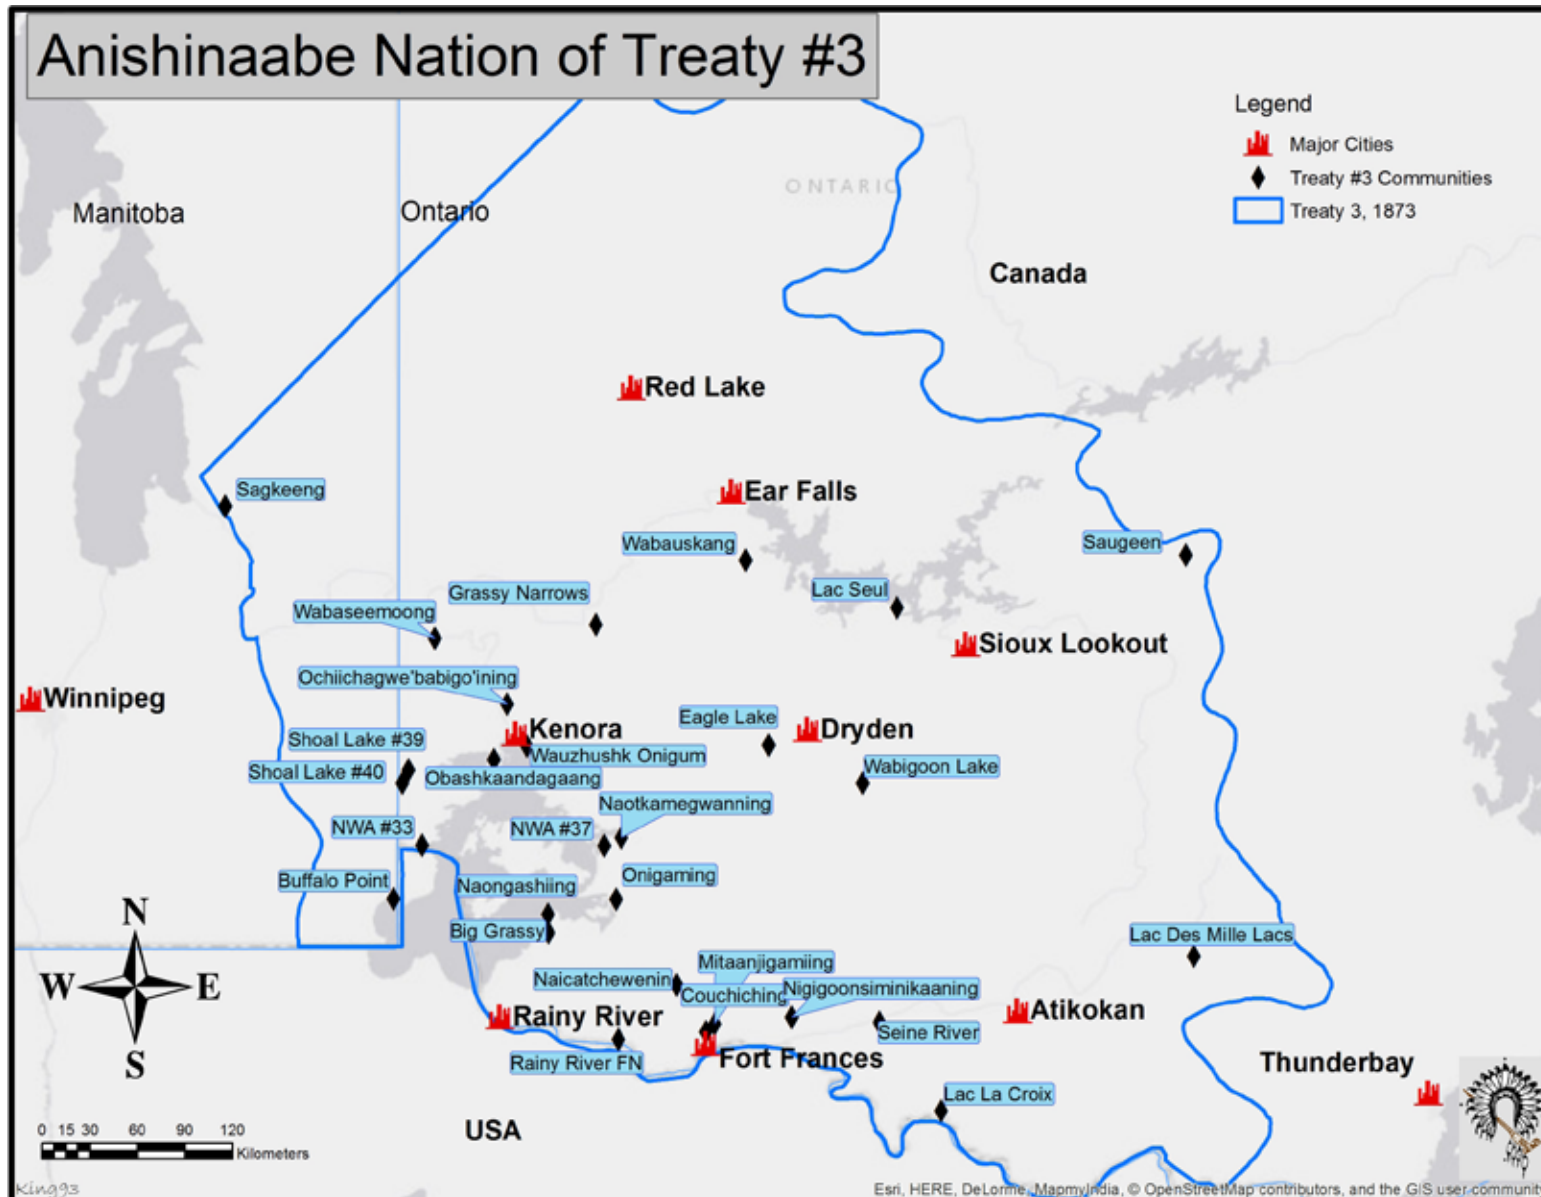 Anishinaabe Nation of Treaty #3
Legend
Major Cities
Treaty #3 Communities
Treaty 3, 1873
ONTARIO
Manitoba
Ontario
Canada
Red Lake
Sagkeeng
Ear Falls
Wabauskang
Saugeen
Grassy Narrows
Lac Seul
Wabaseemoong
Sioux Lookout
Ochiichagwe'babigo'ining
Winnipeg
Kenora
Eagle Lake
Dryden
Shoal Lake #39
Wauzhushk Onigum
Shoal Lake #40
Obashkaandagaang
Wabigoon Lake
Naotkamegwanning
NWA #33
NWA #37
Buffalo Point
Naongashiing
Onigaming
Big Grassy
Lac Des Mille Lacs
N
W
E
S
Naicatchewenin
Mitaanjigamiing
Couchiching
Nigigoonsiminikaaning
Rainy River
Atikokan
Seine River
Rainy River FN
Fort Frances
Thunderbay
Lac La Croix
USA
0 15 30 60 90 120
Kilometers
King93
Esri, HERE, DeLorme, MapmyIndia, © OpenStreetMap contributors, and the GIS user community